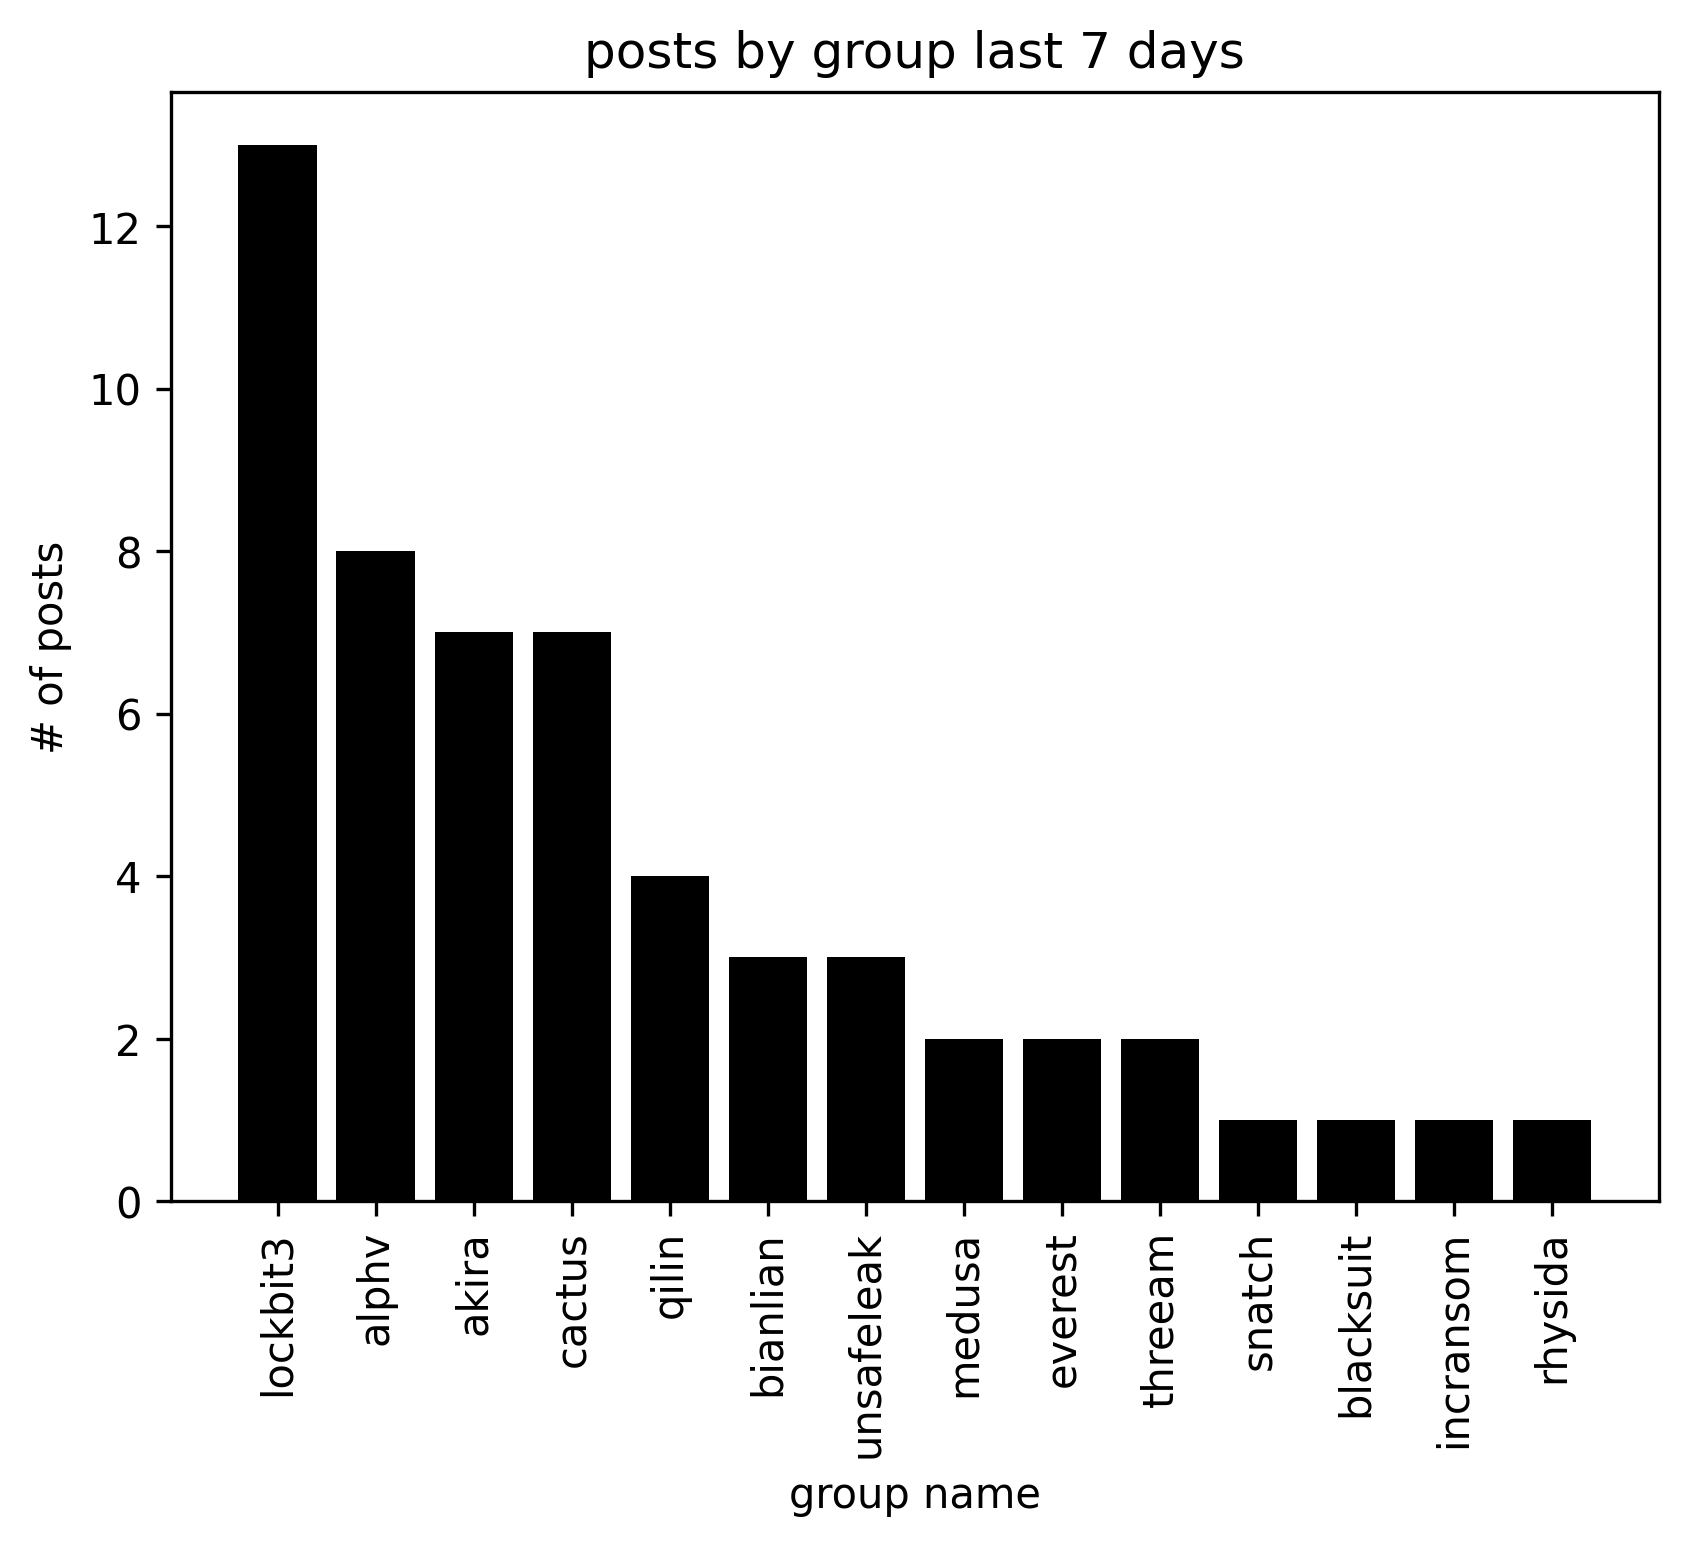 posts by group last 7 days
# of posts
12
10
8
6
4
2
0
lockbit3
alphv
akira
cactus
qilin
bianlian
unsafeleak
medusa
everest
threeam
snatch
blacksuit
incransom
rhysida
group name